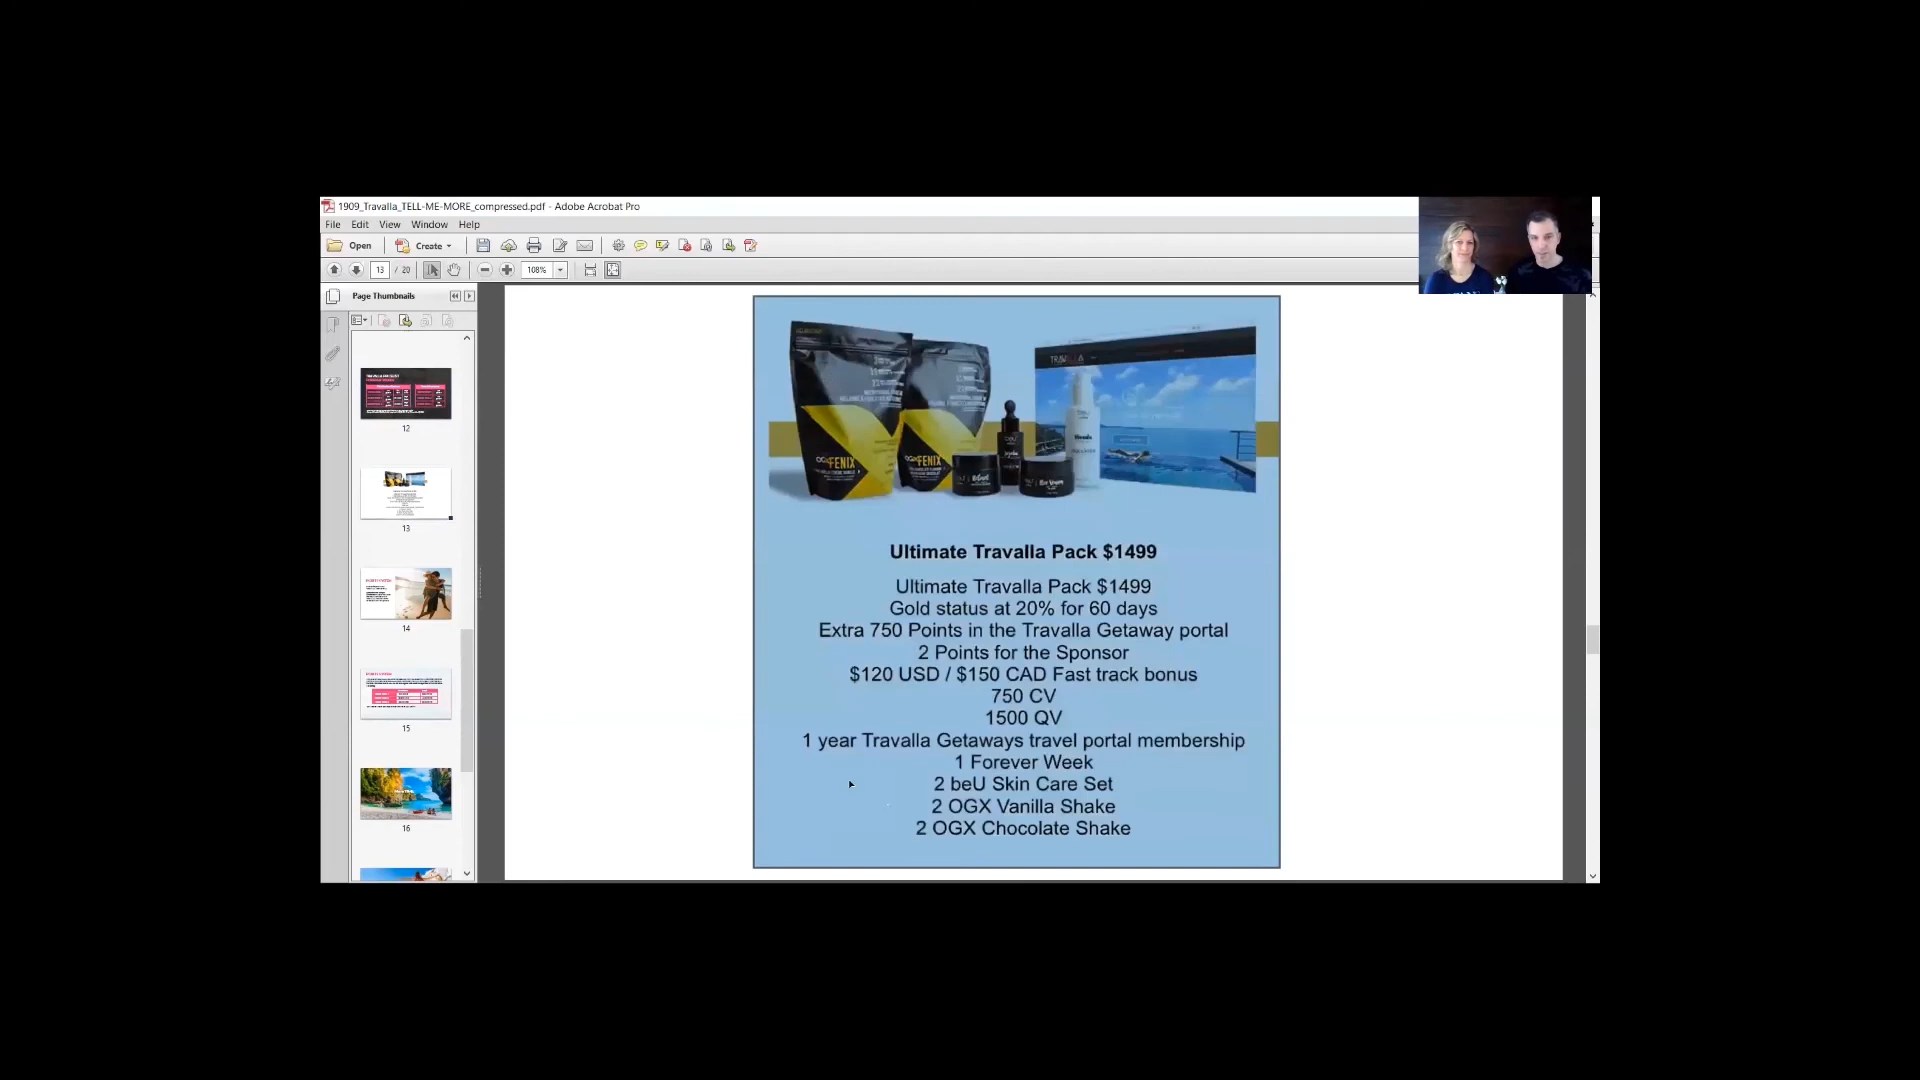 1909_Travalla_TELL-ME-MORE_compressed.pdf - Adobe Acrobat Pro
File Edit View Window Help
Open Create
13 / 20 108%
Page Thumbnails
12
13
14
15
16
TRAVALLA
FENIX
FENIX
Ultimate Travalla Pack $1499
Ultimate Travalla Pack $1499
Gold status at 20% for 60 days
Extra 750 Points in the Travalla Getaway portal
2 Points for the Sponsor
$120 USD / $150 CAD Fast track bonus
750 CV
1500 QV
1 year Travalla Getaways travel portal membership
1 Forever Week
2 beU Skin Care Set
2 OGX Vanilla Shake
2 OGX Chocolate Shake